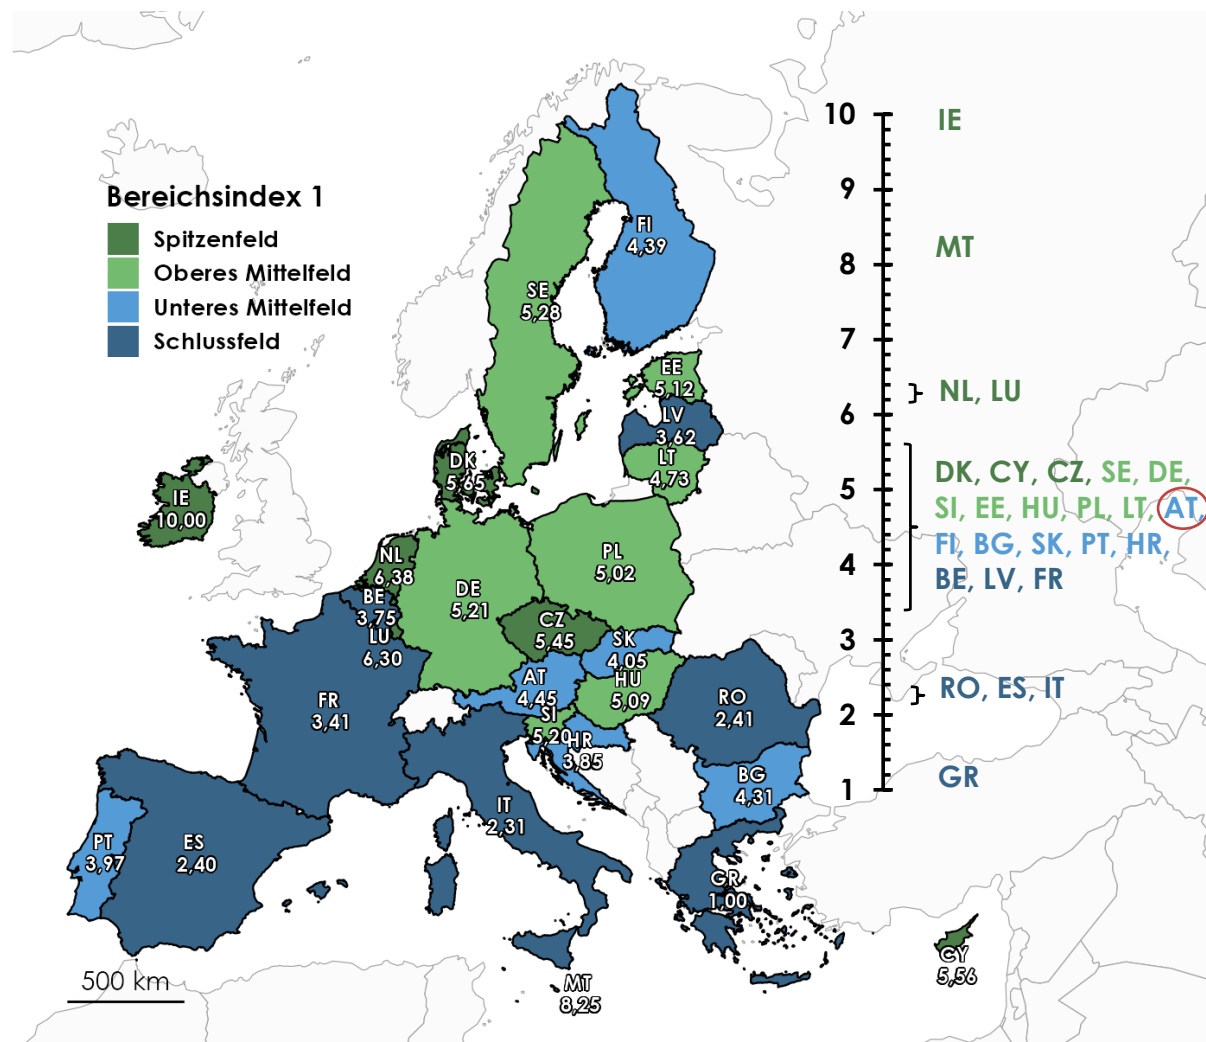 Bereichsindex 1
Spitzenfeld
Oberes Mittelfeld
Unteres Mittelfeld
Schlussfeld
FI
4,39
SE
5,28
EE
5,12
LV
3,62
LT
4,73
DK
5,65
IE
10,00
NL
6,38
BE
3,75
LU
6,30
DE
5,21
PL
5,02
CZ
5,45
SK
4,05
AT
4,45
HU
5,09
SI
5,20
HR
3,85
FR
3,41
RO
2,41
BG
4,31
IT
2,31
PT
3,97
ES
2,40
GR
1,00
MT
8,25
CY
5,56
500 km
10
9
8
7
6
5
4
3
2
1
IE
MT
NL, LU
DK, CY, CZ, SE, DE,
SI, EE, HU, PL, LT, AT,
FI, BG, SK, PT, HR,
BE, LV, FR
RO, ES, IT
GR